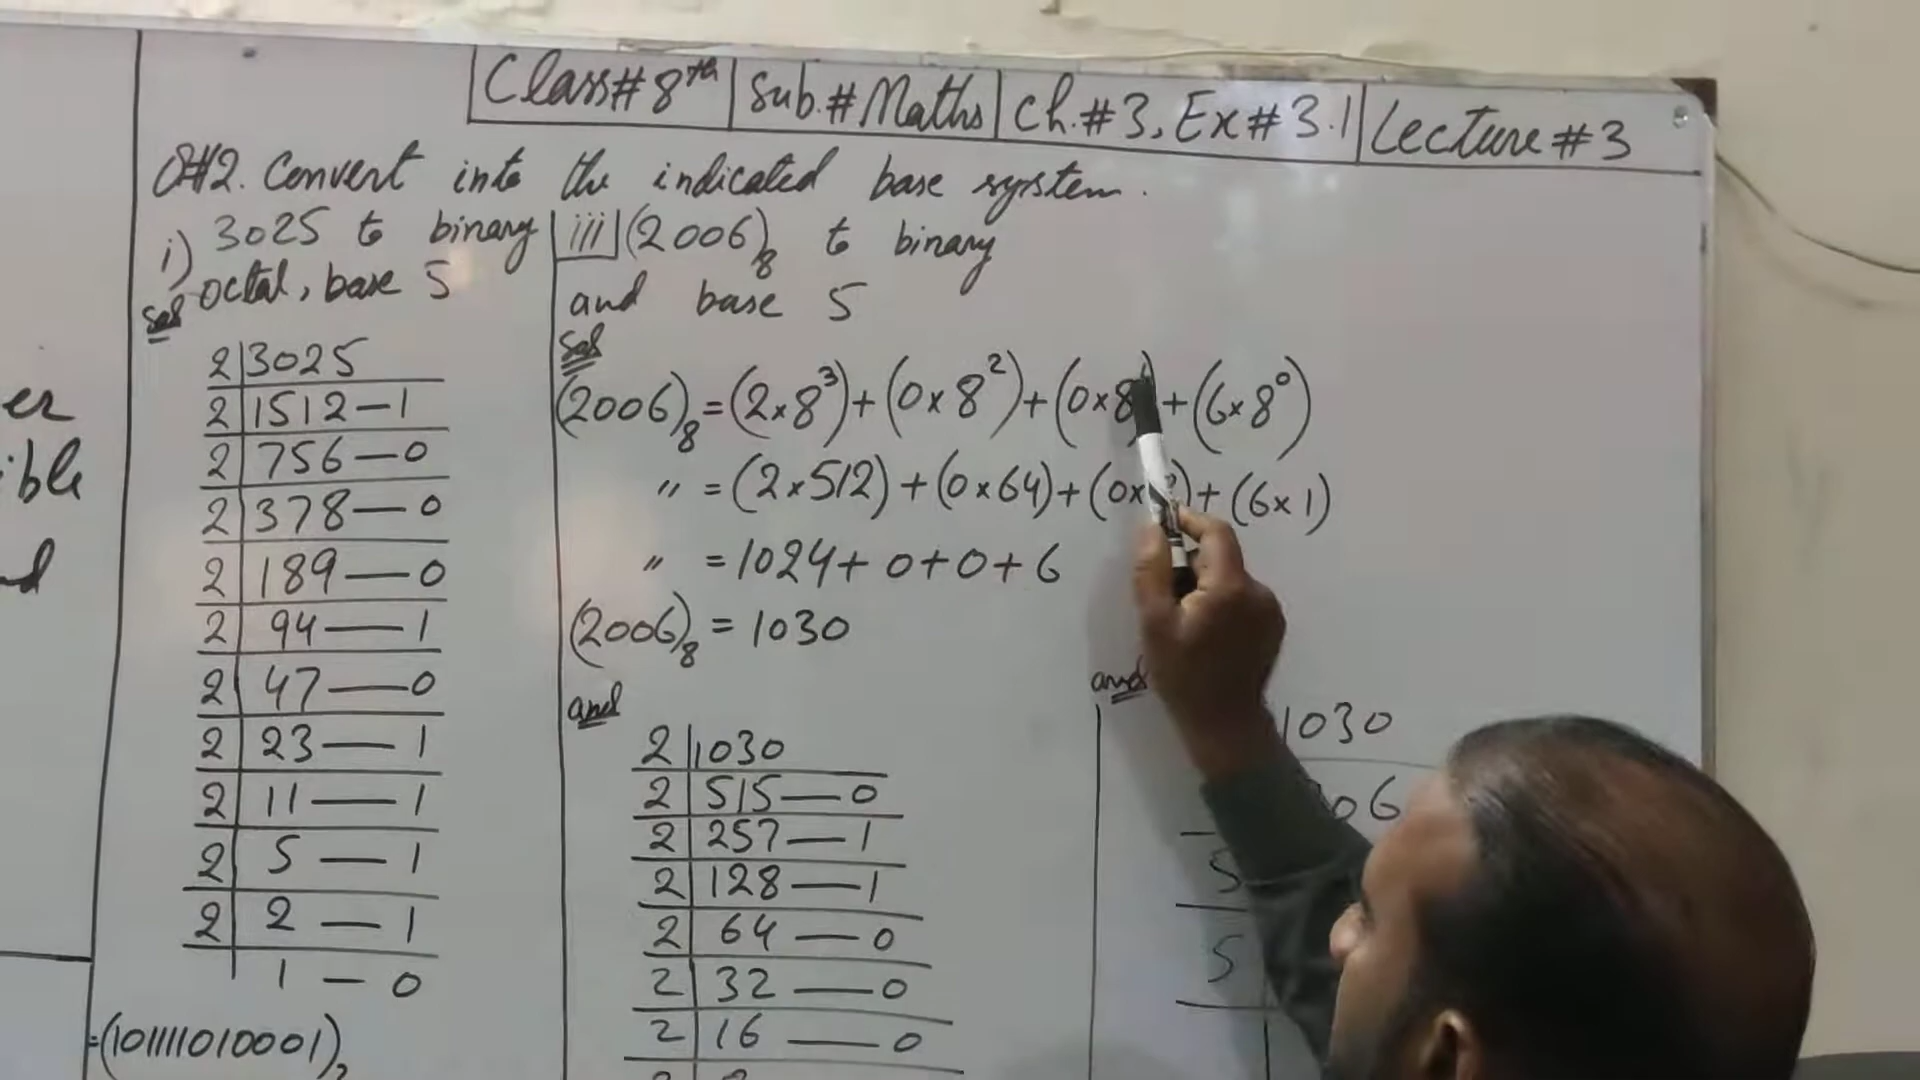 Class#8th | Sub.#Maths | Ch.#3, Ex#3.1 | Lecture#3
Q#2. Convert into the indicated base system.
i) 3025 to binary
octal, base 5
Sol
2|3025
2|1512—1
2|756—0
2|378—0
2|189—0
2|94—1
2|47—0
2|23—1
2|11—1
2|5—1
2|2—1
1—0
=(101111010001)2
iii|(2006)8 to binary
and base 5
Sol
(2006)8=(2×8³)+(0×8²)+(0×8)+(6×8⁰)
〃 =(2×512)+(0×64)+(0× )+(6×1)
〃 =1024+0+0+6
(2006)8=1030
and
2|1030
2|515—0
2|257—1
2|128—1
2|64—0
2|32—0
2|16—0
2
and
1030
06
5
5
er
ible